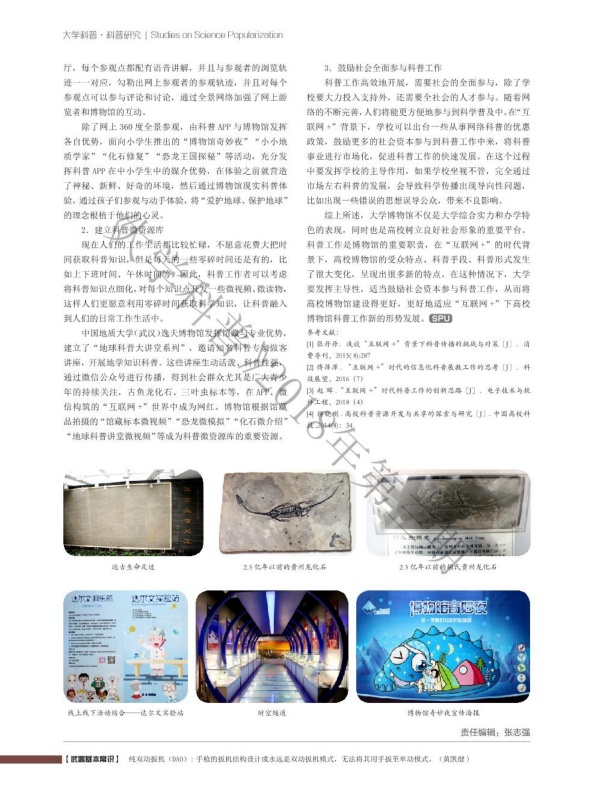 大学科普·科普研究 | Studies on Science Popularization
厅，每个参观点都配有语音讲解，并且与参观者的浏览轨
迹一一对应，勾勒出网上参观者的参观轨迹，并且对每个
参观点可以参与评论和讨论，通过全景网络加强了网上游
览者和博物馆的互动。
除了网上 360 度全景参观，由科普 APP 与博物馆发挥
各自优势，面向小学生推出的“博物馆奇妙夜”“小小地
质学家”“化石修复”“恐龙王国探秘”等活动，充分发
挥科普 APP 在中小学生中的媒介优势，在体验之前就营造
了神秘、新鲜、好奇的环境，然后通过博物馆现实科普体
验，通过孩子们参观与动手体验，将“爱护地球、保护地球”
的理念根植于他们的心灵。
2．建立科普微资源库
现在人们的工作生活都比较忙碌，不愿意花费大把时
间获取科普知识，但是每天的一些零碎时间还是有的，比
如上下班时间、午休时间等。因此，科普工作者可以考虑
将科普知识点细化，对每个知识点开发一些微视频、微读物，
这样人们更愿意利用零碎时间获取科学知识，让科普融入
到人们的日常工作生活中。
中国地质大学（武汉）逸夫博物馆发挥馆藏与专业优势，
建立了“地球科普大讲堂系列”，邀请知名科普专家做客
讲座，开展地学知识科普。这些讲座生动活泼、科普性强，
通过微信公众号进行传播，得到社会群众尤其是广大青少
年的持续关注，古鱼龙化石、三叶虫标本等，在 APP、微
信构筑的“互联网 +”世界中成为网红。博物馆根据馆藏
品拍摄的“馆藏标本微视频”“恐龙微模拟”“化石微介绍”
“地球科普讲堂微视频”等成为科普微资源库的重要资源。
3．鼓励社会全面参与科普工作
科普工作高效地开展，需要社会的全面参与，除了学
校要大力投入支持外，还需要全社会的人才参与。随着网
络的不断完善，人们将能更方便地参与到科学普及中。在“互
联网 +”背景下，学校可以出台一些从事网络科普的优惠
政策，鼓励更多的社会资本参与到科普工作中来，将科普
事业进行市场化，促进科普工作的快速发展。在这个过程
中要发挥学校的主导作用，如果学校坐视不管，完全通过
市场左右科普的发展，会导致科学传播出现导向性问题，
比如出现一些错误的思想误导公众，带来不良影响。
综上所述，大学博物馆不仅是大学综合实力和办学特
色的表现，同时也是高校树立良好社会形象的重要平台。
科普工作是博物馆的重要职责，在“互联网 +”的时代背
景下，高校博物馆的受众特点，科普手段、科普形式发生
了很大变化，呈现出很多新的特点。在这种情况下，大学
要发挥主导性，适当鼓励社会资本参与科普工作，从而将
高校博物馆建设得更好，更好地适应“互联网 +”下高校
博物馆科普工作新的形势发展。SPU
参考文献：
[1] 张丹丹. 浅谈“互联网 +”背景下科普传播的挑战与对策 [J] . 消
费导刊, 2015(8):287
[2] 傅萍萍. “互联网 +”时代的信息化科普展教工作的思考 [J] . 科
技展望, 2016 (7)
[3] 赵晖. “互联网 +”时代科普工作的创新思路 [J] . 电子技术与软
件工程, 2018 (4)
高校科普资源开发与共享的探索与研究 [J] . 中国高校科
技, 2014(4): 54
《大学科普》2018年第
远古生命足迹
2.3 亿年以前的贵州龙化石
2.3 亿年以前的胡氏贵州龙化石
达尔文俱乐部
达尔文实验站
博物馆奇妙夜
线上线下活动结合——达尔文实验站
时空隧道
博物馆奇妙夜宣传海报
责任编辑：张志强
【武器基本常识】 纯双动扳机（DAO）：手枪的扳机结构设计成永远是双动扳机模式，无法将其用手扳至单动模式。（黄凯健）